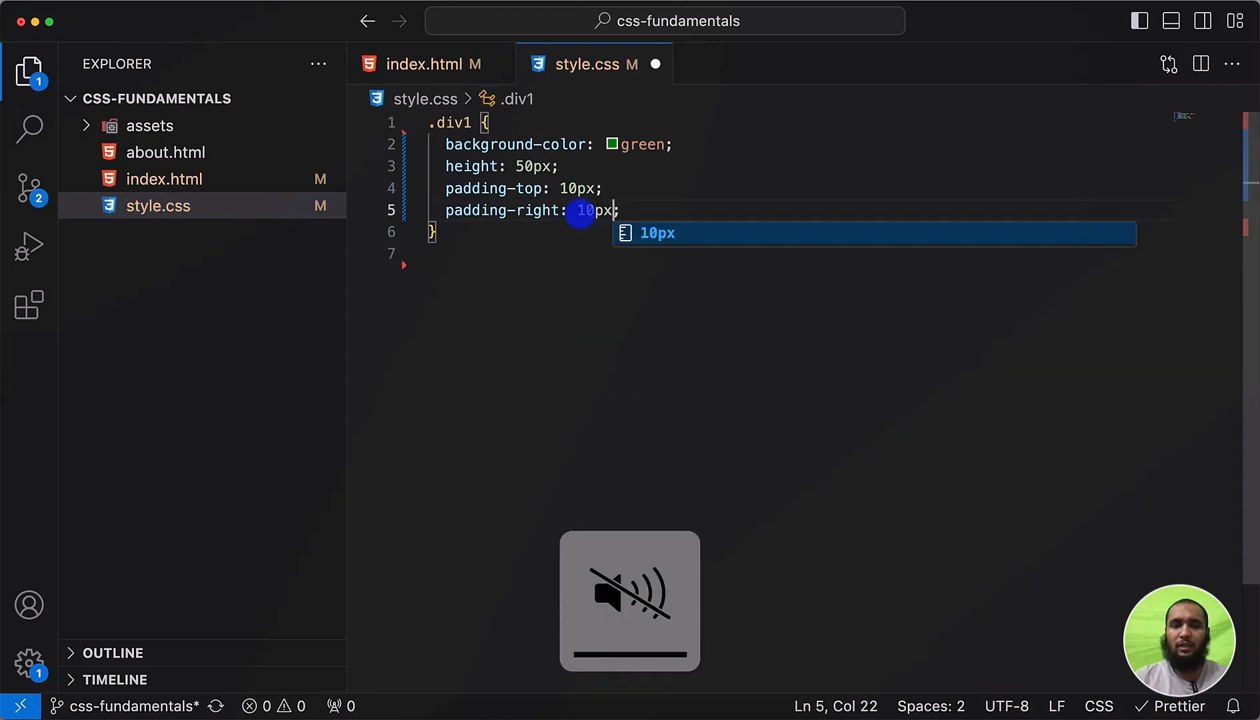 css-fundamentals
EXPLORER
index.html M
style.css M
1
CSS-FUNDAMENTALS
style.css > .div1
assets
about.html
index.html M
style.css M
2
1 .div1 {
2 background-color: green;
3 height: 50px;
4 padding-top: 10px;
5 padding-right: 10px;
6 }
7
10px
OUTLINE
TIMELINE
1
css-fundamentals*
0
0
0
Ln 5, Col 22
Spaces: 2
UTF-8
LF
CSS
Prettier